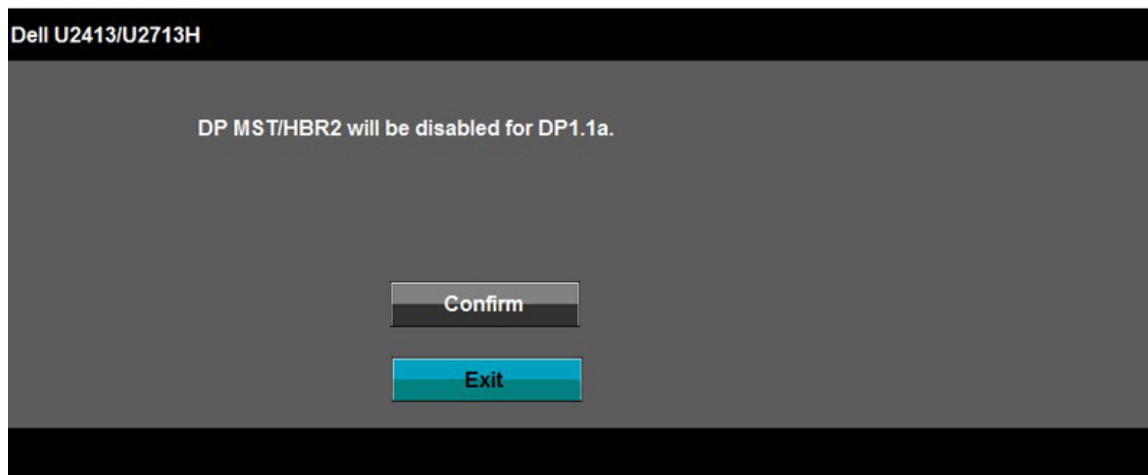 Dell U2413/U2713H
DP MST/HBR2 will be disabled for DP1.1a.
Confirm
Exit